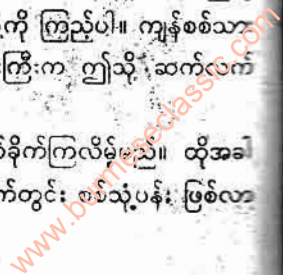 ကို ကြည့်ပါ။ ကျန်စစ်သာ
ကြီးက ဤသို့ ဆက်လက်
ခိုက်ကြလိမ့်မည်။ ထိုအခါ
က်တွင်း စစ်သုံ့ပန်း ဖြစ်လာ
www.burmeseclassic.com